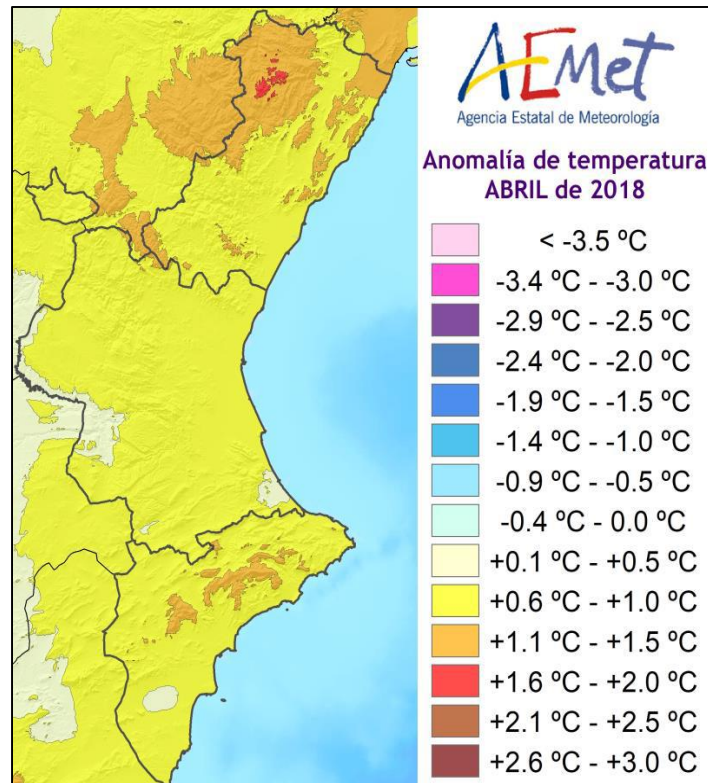 AEMet
Agencia Estatal de Meteorología
Anomalía de temperatura
ABRIL de 2018
< -3.5 ºC
-3.4 ºC - -3.0 ºC
-2.9 ºC - -2.5 ºC
-2.4 ºC - -2.0 ºC
-1.9 ºC - -1.5 ºC
-1.4 ºC - -1.0 ºC
-0.9 ºC - -0.5 ºC
-0.4 ºC - 0.0 ºC
+0.1 ºC - +0.5 ºC
+0.6 ºC - +1.0 ºC
+1.1 ºC - +1.5 ºC
+1.6 ºC - +2.0 ºC
+2.1 ºC - +2.5 ºC
+2.6 ºC - +3.0 ºC